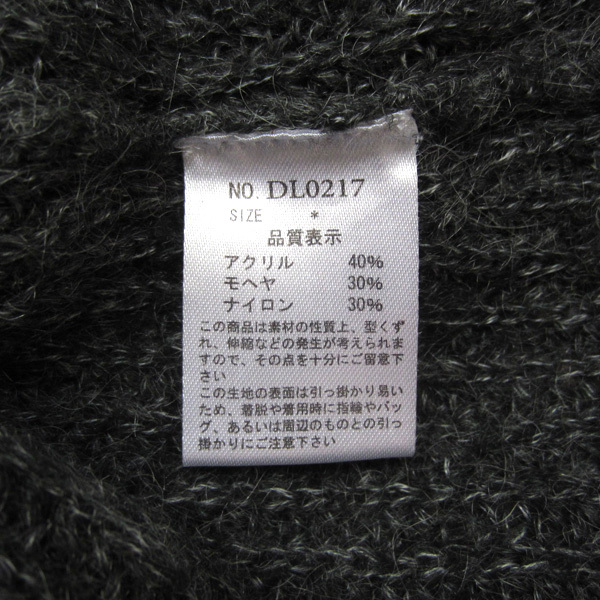 NO. DL0217
SIZE *
品質表示
アクリル 40%
モヘヤ 30%
ナイロン 30%
この商品は素材の性質上、型くず
れ、伸縮などの発生が考えられま
すので、その点を十分にご留意下
さい
この生地の表面は引っ掛かり易い
ため、着脱や着用時に指輪やバッ
グ、あるいは周辺のものとの引っ
掛かりにご注意下さい